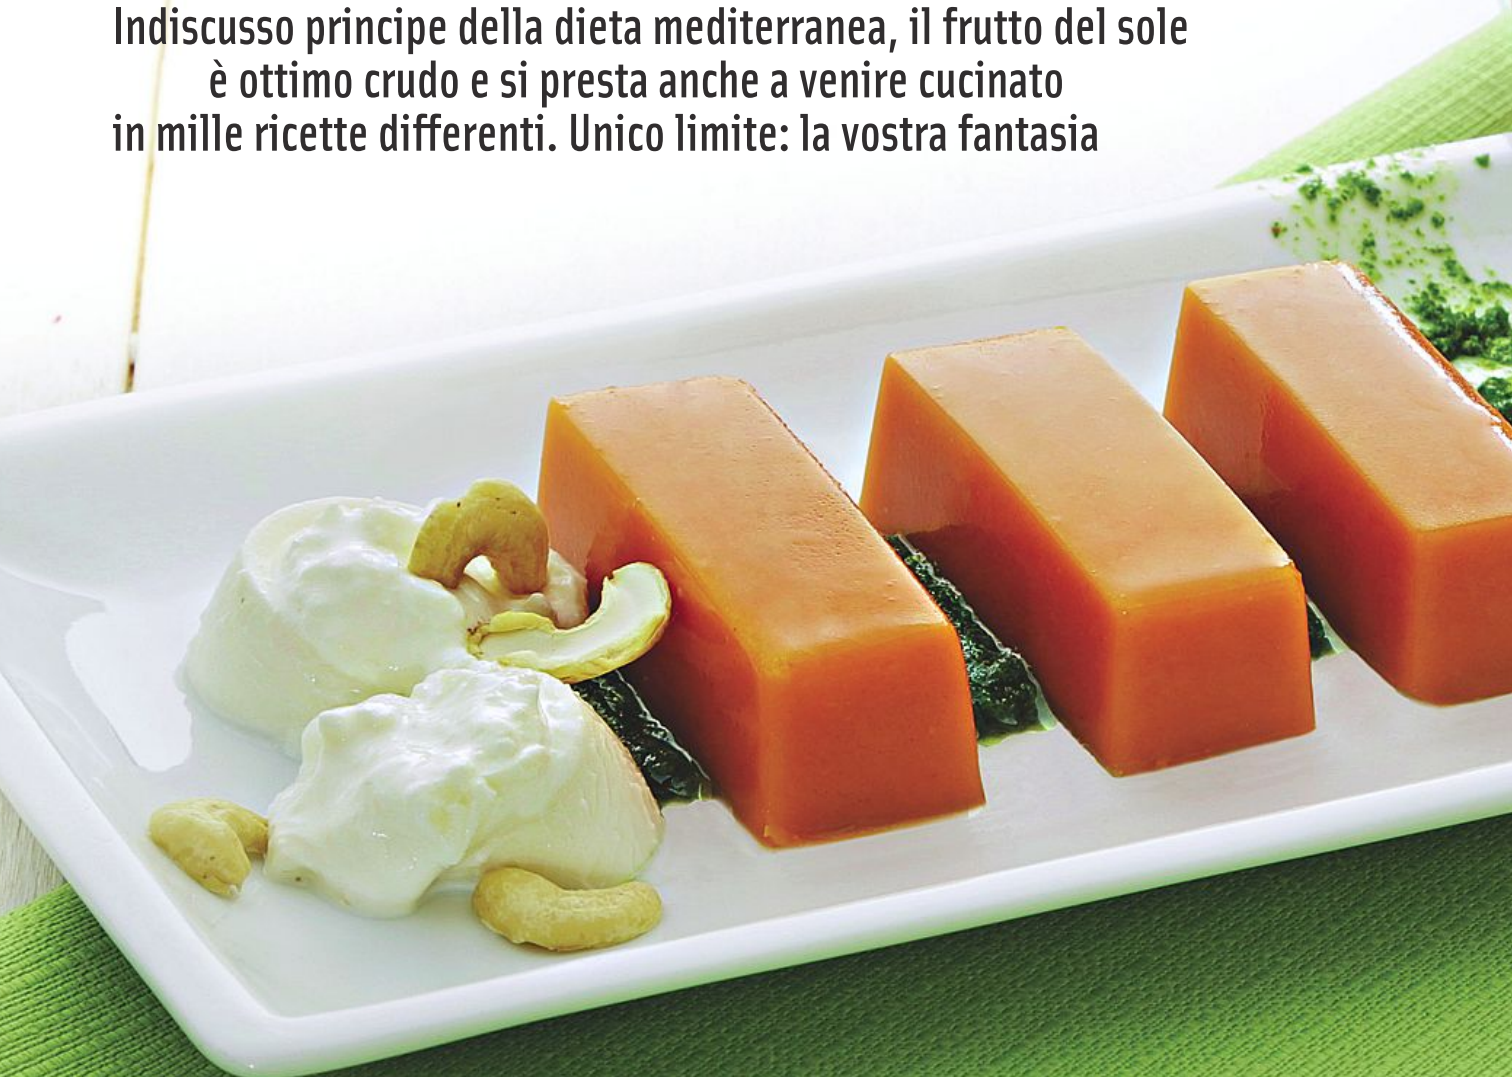 Indiscusso principe della dieta mediterranea, il frutto del sole
è ottimo crudo e si presta anche a venire cucinato
in mille ricette differenti. Unico limite: la vostra fantasia